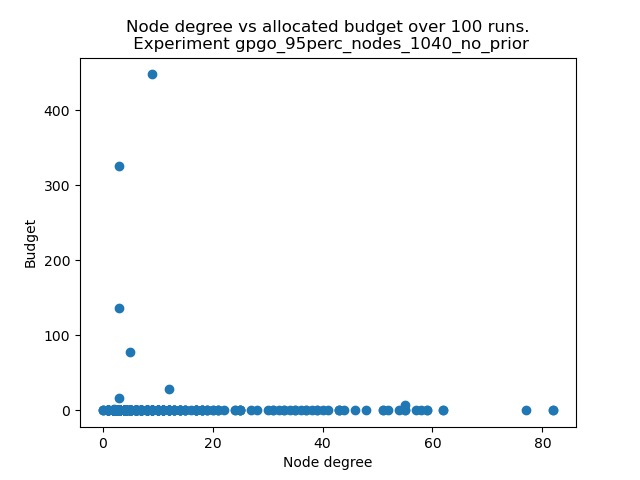 Node degree vs allocated budget over 100 runs.
Experiment gpgo_95perc_nodes_1040_no_prior
400
300
200
100
0
Budget
0 20 40 60 80
Node degree